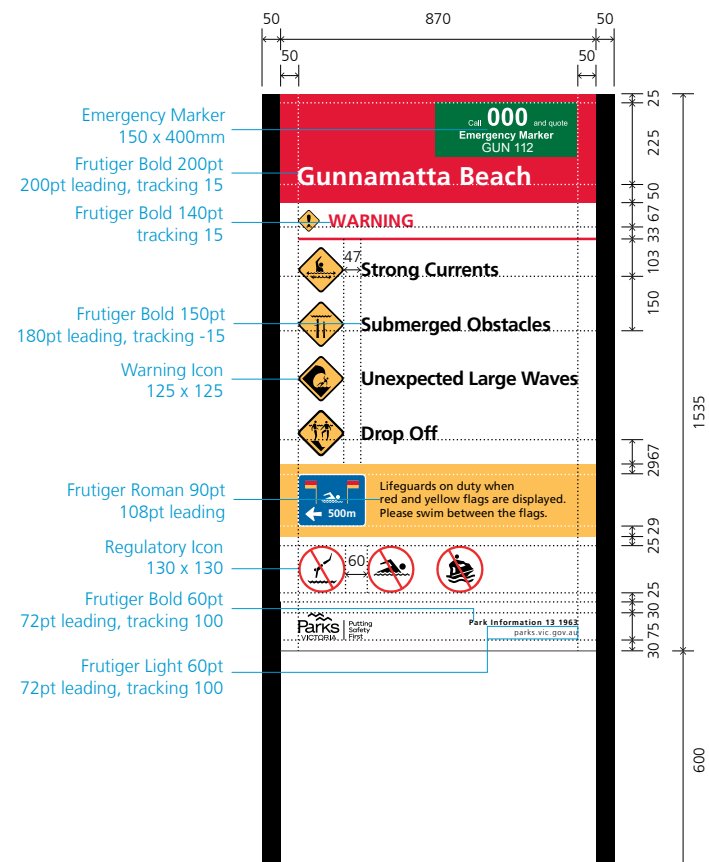 50
870
50
50
50
Emergency Marker
150 x 400mm
Call 000 and quote
Emergency Marker
GUN 112
25
225
Frutiger Bold 200pt
200pt leading, tracking 15
Gunnamatta Beach
50
Frutiger Bold 140pt
tracking 15
WARNING
67
33
47
Strong Currents
103
150
Frutiger Bold 150pt
180pt leading, tracking -15
Submerged Obstacles
Warning Icon
125 x 125
Unexpected Large Waves
1535
Drop Off
67
29
Frutiger Roman 90pt
108pt leading
500m
Lifeguards on duty when
red and yellow flags are displayed.
Please swim between the flags.
29
25
Regulatory Icon
130 x 130
60
25
Frutiger Bold 60pt
72pt leading, tracking 100
30
Parks
VICTORIA
Putting
Safety
First
Park Information 13 1963
parks.vic.gov.au
75
30
Frutiger Light 60pt
72pt leading, tracking 100
600